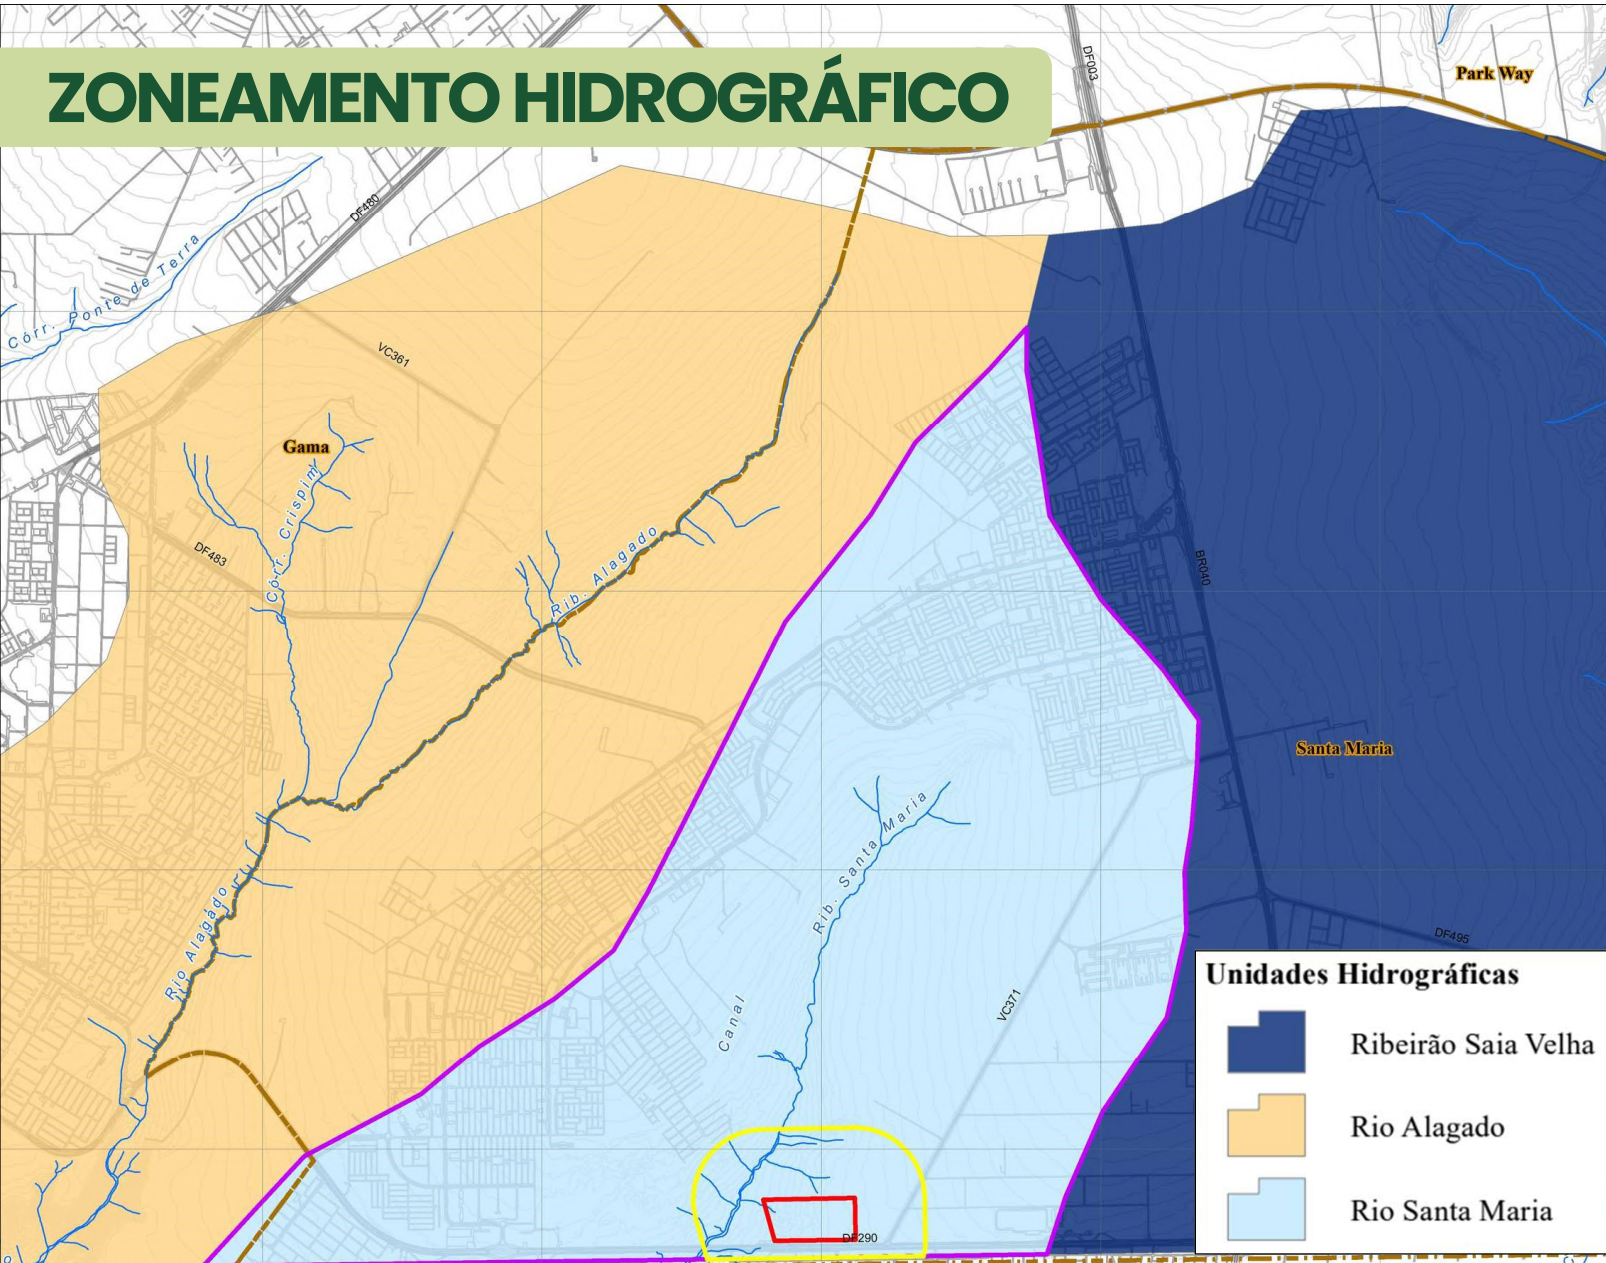 ZONEAMENTO HIDROGRÁFICO
DF003
Park Way
DF480
Córr. Ponte de Terra
VC361
Gama
Córr. Crispim
DF483
Rib. Alagado
BR040
Santa Maria
Rib. Santa Maria
Rio Alagado
DF495
Canal
VC371
DF290
Unidades Hidrográficas
Ribeirão Saia Velha
Rio Alagado
Rio Santa Maria